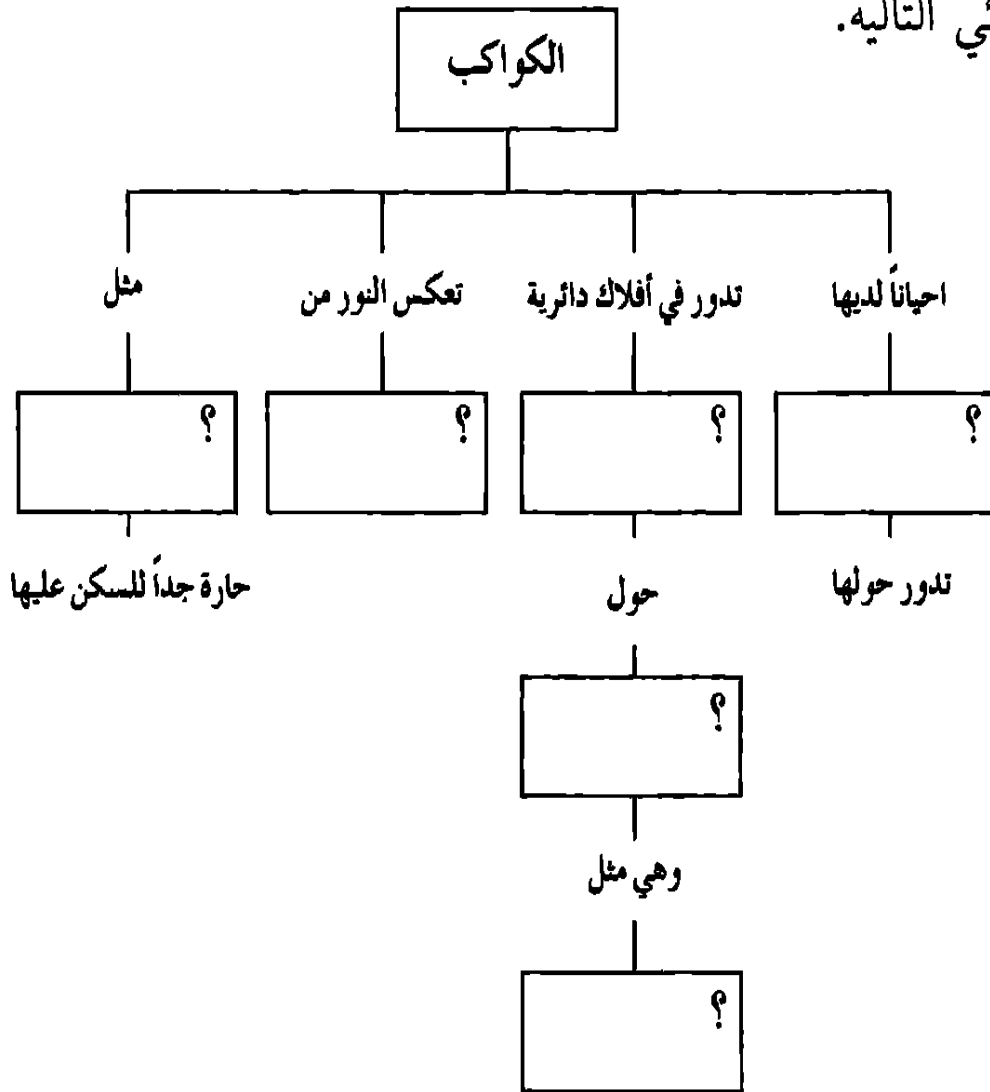 التاليه.
الكواكب
احياناً لديها
تدور في أفلاك دائرية
تعكس النور من
مثل
؟
؟
؟
؟
تدور حولها
حول
حارة جداً للسكن عليها
؟
وهي مثل
؟